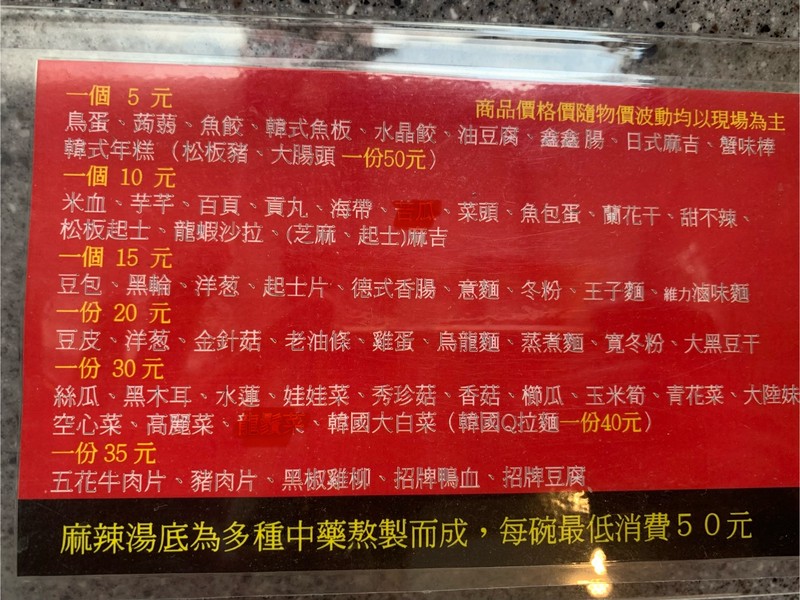 一個 5 元
商品價格價隨物價波動均以現場為主
鳥蛋、蒟蒻、魚餃、韓式魚板、水晶餃、油豆腐、鑫鑫腸、日式麻吉、蟹味棒
韓式年糕（松板豬、大腸頭 一份50元）
一個 10 元
米血、芋芊、百頁、貢丸、海帶、苦瓜、菜頭、魚包蛋、蘭花干、甜不辣、
松板起士、龍蝦沙拉、(芝麻、起士)麻吉
一個 15 元
豆包、黑輪、洋葱、起士片、德式香腸、意麵、冬粉、王子麵、維力滷味麵
一份 20 元
豆皮、洋葱、金針菇、老油條、雞蛋、烏龍麵、蒸煮麵、寬冬粉、大黑豆干
一份 30 元
絲瓜、黑木耳、水蓮、娃娃菜、秀珍菇、香菇、櫛瓜、玉米筍、青花菜、大陸妹
空心菜、高麗菜、、韓國大白菜（韓國Q拉麵一份40元）
一份 35 元
五花牛肉片、豬肉片、黑椒雞柳、招牌鴨血、招牌豆腐
麻辣湯底為多種中藥熬製而成，每碗最低消費50元